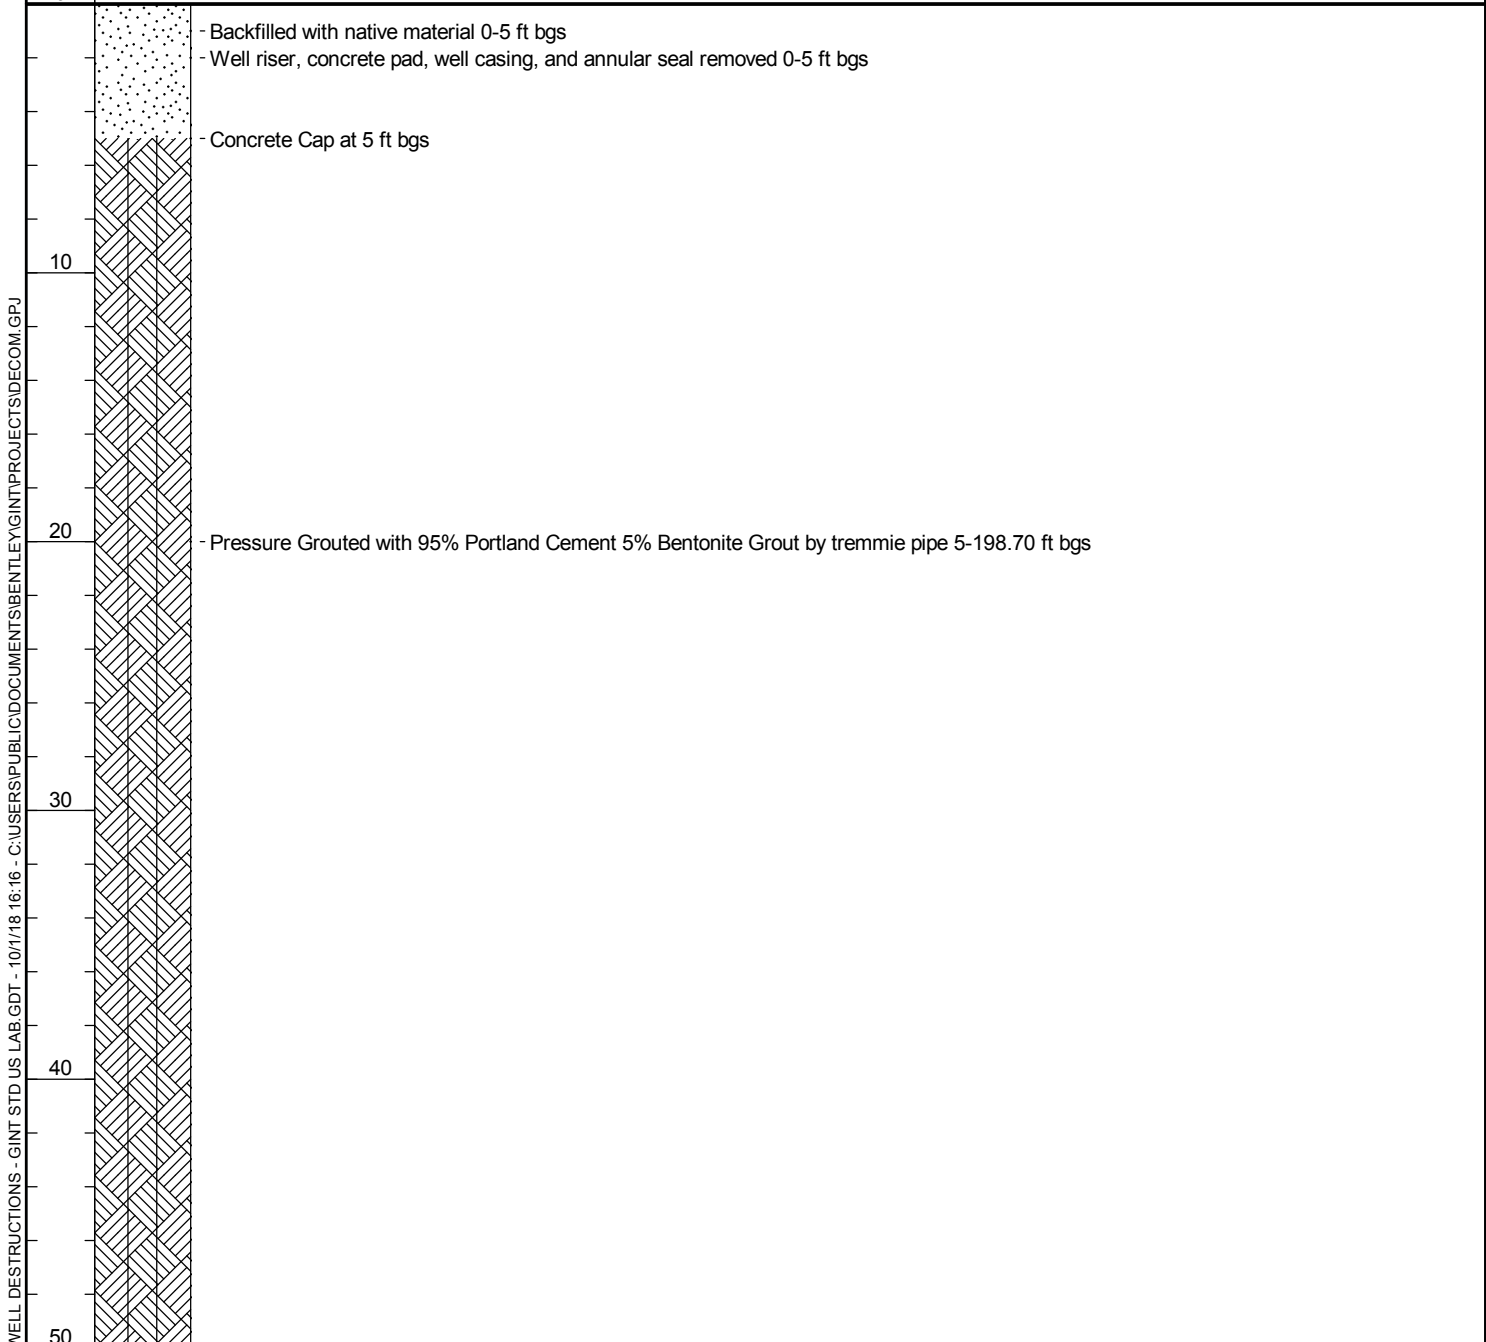 Backfilled with native material 0-5 ft bgs
Well riser, concrete pad, well casing, and annular seal removed 0-5 ft bgs
Concrete Cap at 5 ft bgs
10
20
Pressure Grouted with 95% Portland Cement 5% Bentonite Grout by tremmie pipe 5-198.70 ft bgs
30
40
50
WELL DESTRUCTIONS - GINT STD US LAB.GDT - 10/1/18 16:16 - C:\USERS\PUBLIC\DOCUMENTS\BENTLEY\GINT\PROJECTS\DECOM.GPJ